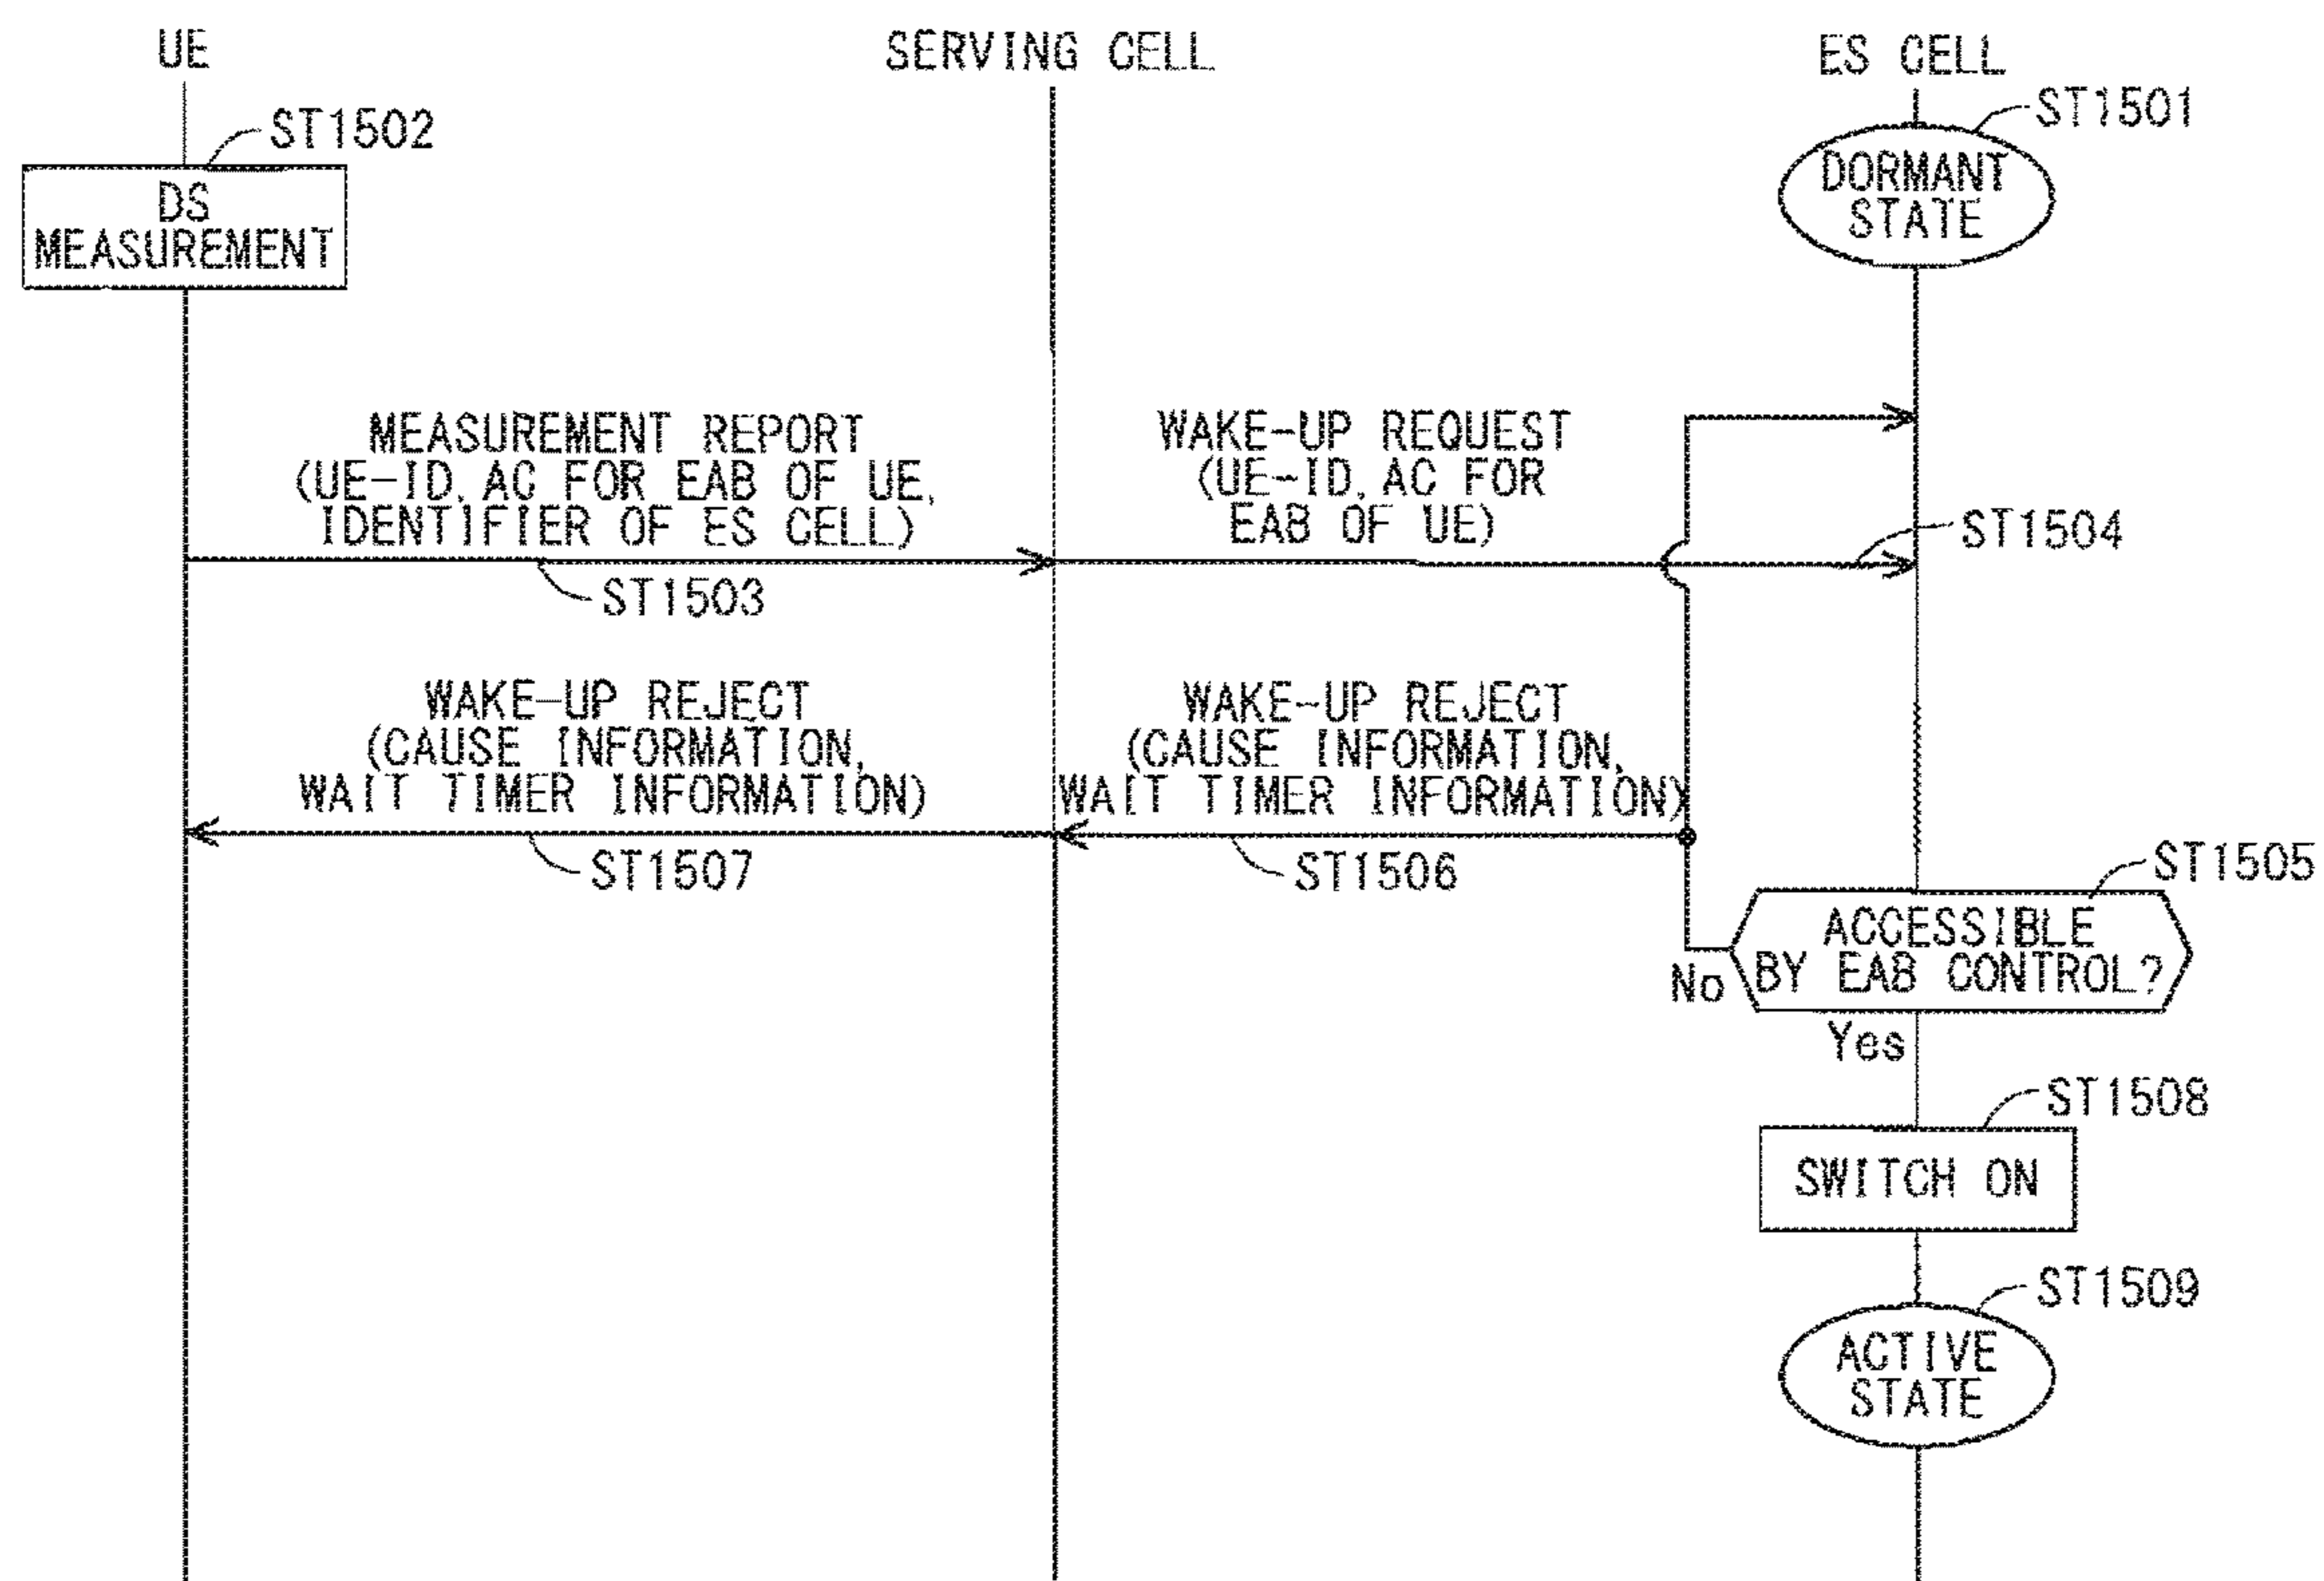 UE
SERVING CELL
ES CELL
ST1501
ST1502
DORMANT
STATE
DS
MEASUREMENT
MEASUREMENT REPORT
(UE-ID, AC FOR EAB OF UE,
IDENTIFIER OF ES CELL)
WAKE-UP REQUEST
(UE-ID, AC FOR
EAB OF UE)
ST1504
ST1503
WAKE-UP REJECT
(CAUSE INFORMATION,
WAIT TIMER INFORMATION)
WAKE-UP REJECT
(CAUSE INFORMATION,
WAIT TIMER INFORMATION)
ST1507
ST1506
ST1505
ACCESSIBLE
BY EAB CONTROL?
No
Yes
ST1508
SWITCH ON
ST1509
ACTIVE
STATE